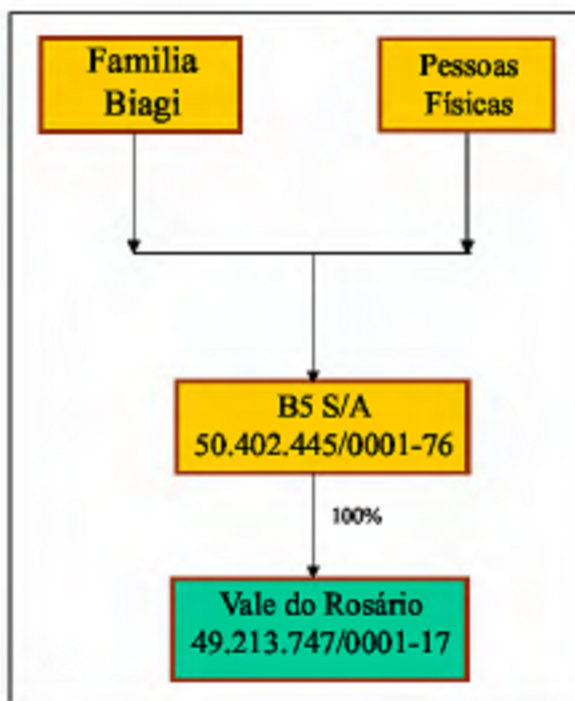 Familia
Biagi
Pessoas
Físicas
B5 S/A
50.402.445/0001-76
100%
Vale do Rosário
49.213.747/0001-17